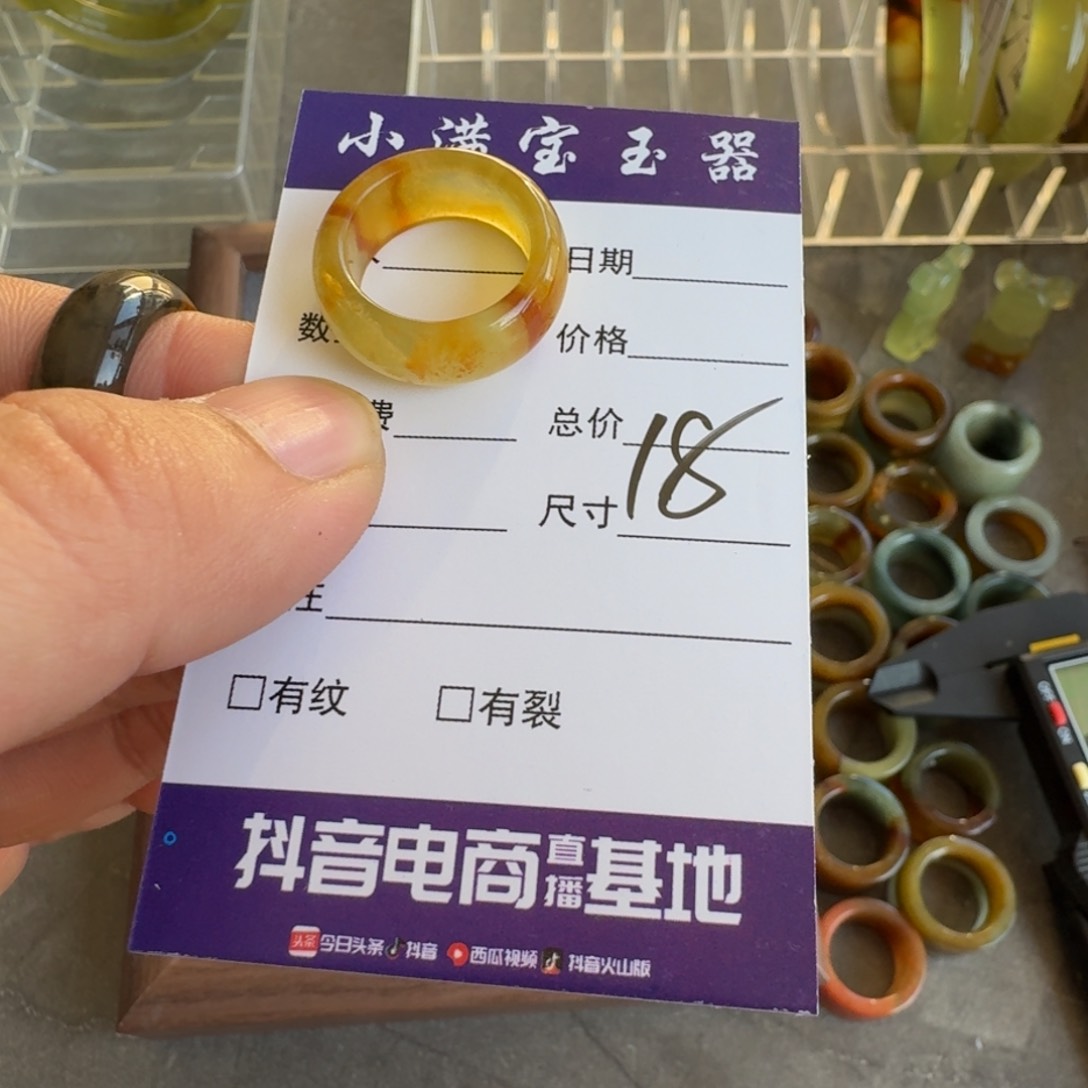 小满宝玉器
日期
数
价格
费
总价
尺寸 18
注
□有纹 □有裂
抖音电商直播基地
头条 今日头条 抖音 西瓜视频 抖音火山版